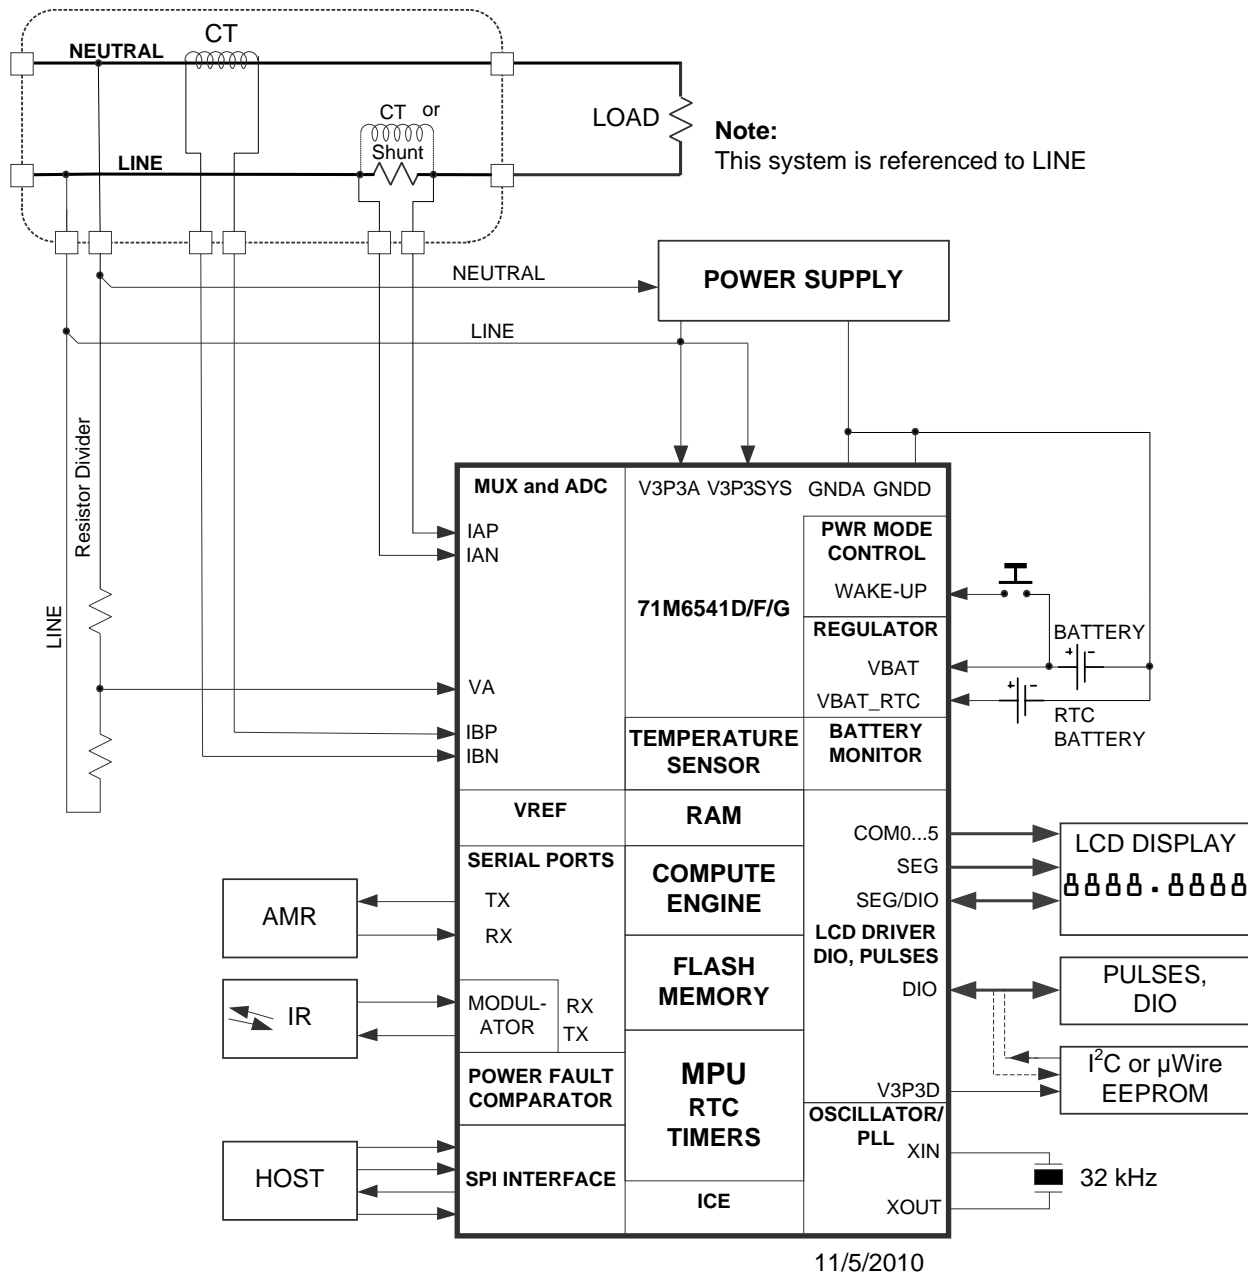 CT
NEUTRAL
CT or
Shunt
LINE
LOAD
Note:
This system is referenced to LINE
NEUTRAL
POWER SUPPLY
LINE
Resistor Divider
LINE
MUX and ADC
V3P3A V3P3SYS
GNDA GNDD
IAP
IAN
PWR MODE
CONTROL
WAKE-UP
71M6541D/F/G
REGULATOR
BATTERY
+ -
VBAT
VA
VBAT_RTC
+ -
RTC
BATTERY
IBP
IBN
TEMPERATURE
SENSOR
BATTERY
MONITOR
VREF
RAM
COM0...5
SEG
SEG/DIO
LCD DISPLAY
8888.8888
SERIAL PORTS
TX
RX
AMR
COMPUTE
ENGINE
LCD DRIVER
DIO, PULSES
FLASH
MEMORY
DIO
PULSES,
DIO
IR
MODUL-
ATOR
RX
TX
I²C or µWire
EEPROM
POWER FAULT
COMPARATOR
MPU
RTC
TIMERS
V3P3D
OSCILLATOR/
PLL
XIN
HOST
SPI INTERFACE
32 kHz
ICE
XOUT
11/5/2010